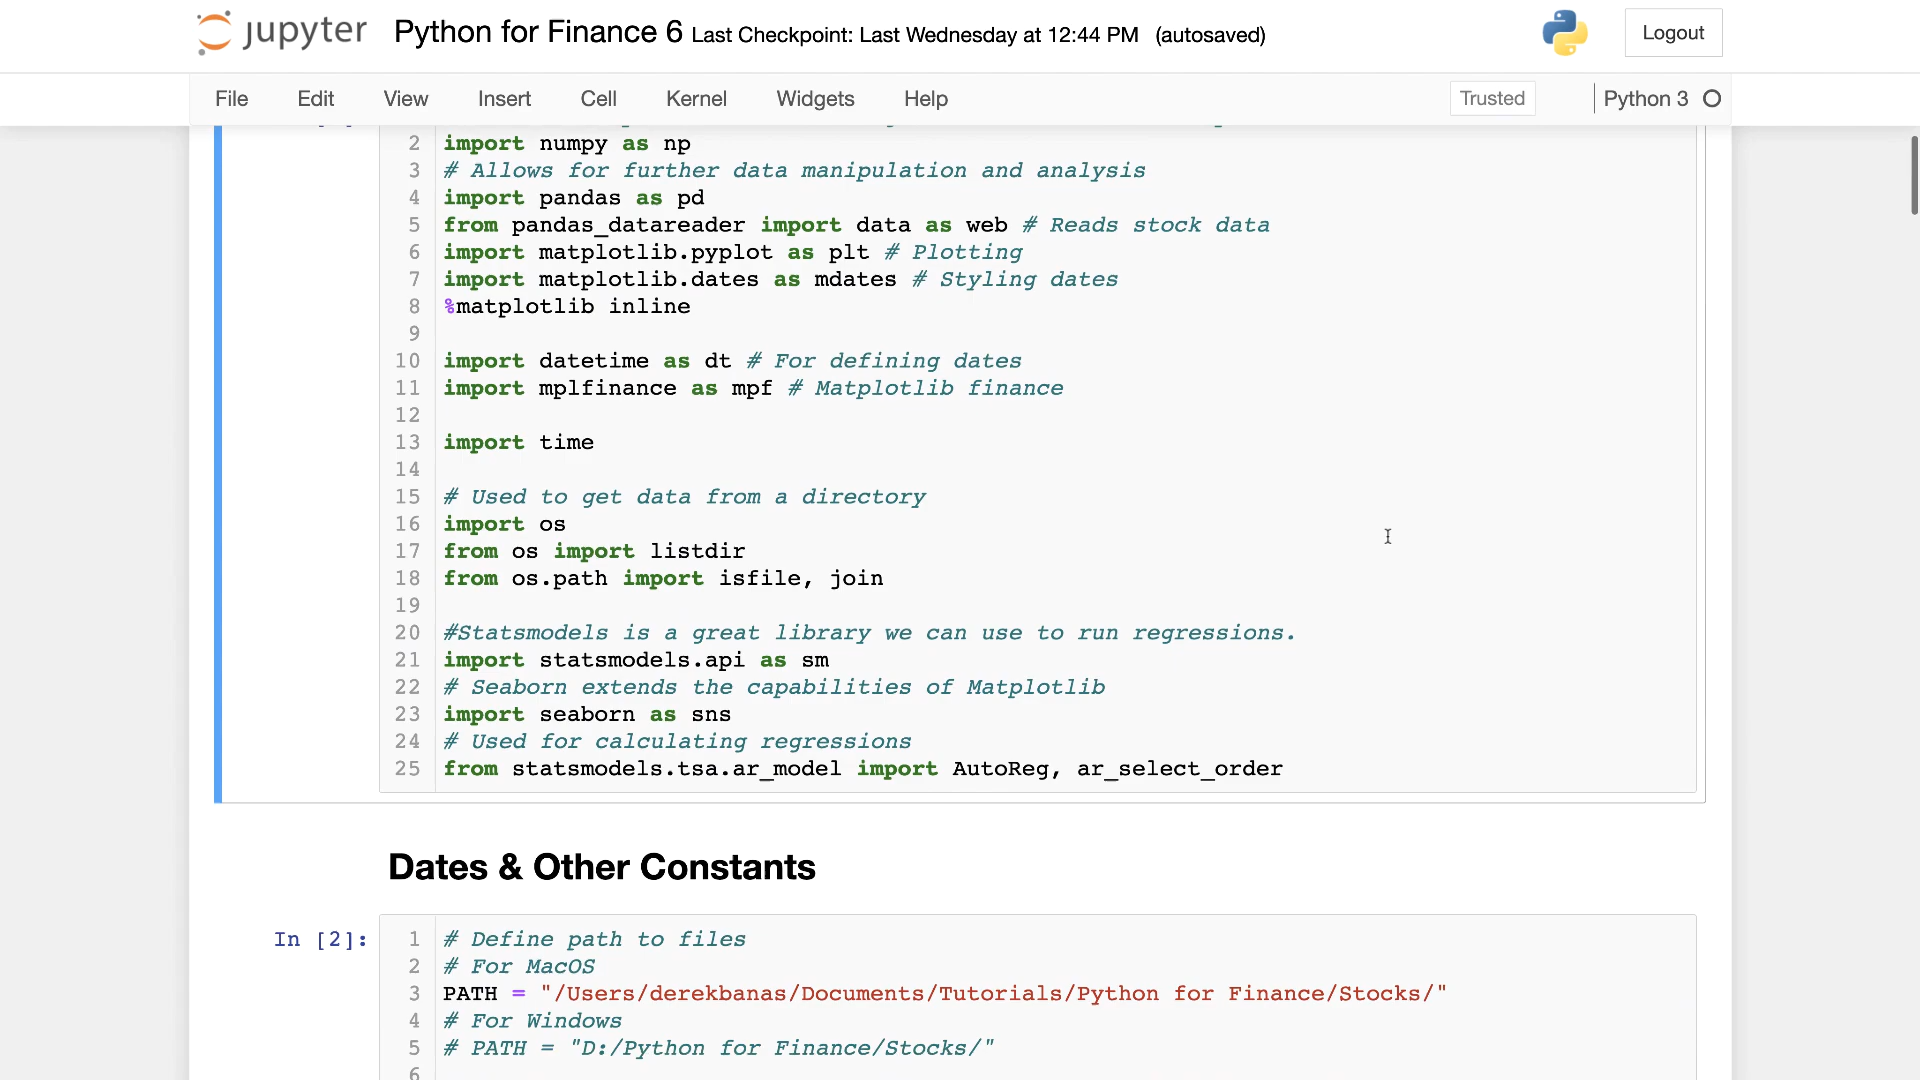 jupyter Python for Finance 6 Last Checkpoint: Last Wednesday at 12:44 PM (autosaved) Logout
File Edit View Insert Cell Kernel Widgets Help Trusted Python 3
2 import numpy as np
3 # Allows for further data manipulation and analysis
4 import pandas as pd
5 from pandas_datareader import data as web # Reads stock data
6 import matplotlib.pyplot as plt # Plotting
7 import matplotlib.dates as mdates # Styling dates
8 %matplotlib inline
9
10 import datetime as dt # For defining dates
11 import mplfinance as mpf # Matplotlib finance
12
13 import time
14
15 # Used to get data from a directory
16 import os
17 from os import listdir
18 from os.path import isfile, join
19
20 #Statsmodels is a great library we can use to run regressions.
21 import statsmodels.api as sm
22 # Seaborn extends the capabilities of Matplotlib
23 import seaborn as sns
24 # Used for calculating regressions
25 from statsmodels.tsa.ar_model import AutoReg, ar_select_order
Dates & Other Constants
In [2]: 1 # Define path to files
2 # For MacOS
3 PATH = "/Users/derekbanas/Documents/Tutorials/Python for Finance/Stocks/"
4 # For Windows
5 # PATH = "D:/Python for Finance/Stocks/"
6